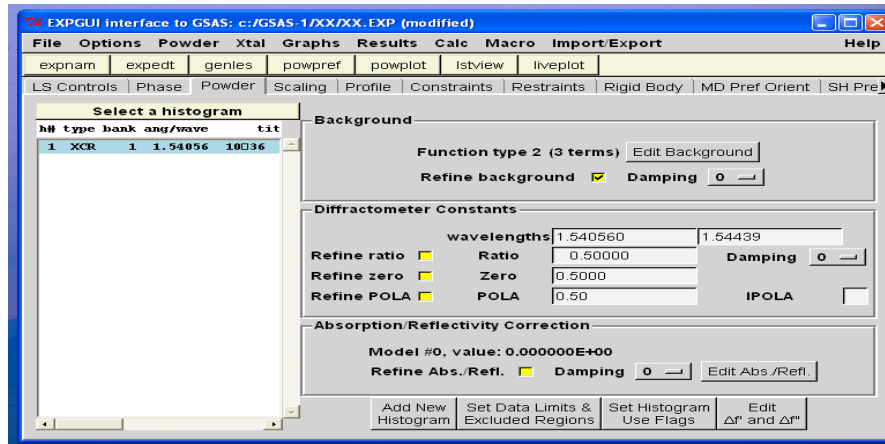 EXPGUI interface to GSAS: c:/GSAS-1/XX/XX.EXP (modified)
File Options Powder Xtal Graphs Results Calc Macro Import/Export Help
expnam expedt genles powpref powplot lstview liveplot
LS Controls Phase Powder Scaling Profile Constraints Restraints Rigid Body MD Pref Orient SH Pre
Select a histogram
h# type bank ang/wave tit
1 XCR 1 1.54056 10□36
Background
Function type 2 (3 terms) Edit Background
Refine background Damping 0
Diffractometer Constants
wavelengths 1.540560 1.54439
Refine ratio Ratio 0.50000 Damping 0
Refine zero Zero 0.5000
Refine POLA POLA 0.50 IPOLA
Absorption/Reflectivity Correction
Model #0, value: 0.000000E+00
Refine Abs./Refl. Damping 0 Edit Abs./Refl.
Add New Histogram
Set Data Limits & Excluded Regions
Set Histogram Use Flags
Edit Δf' and Δf"